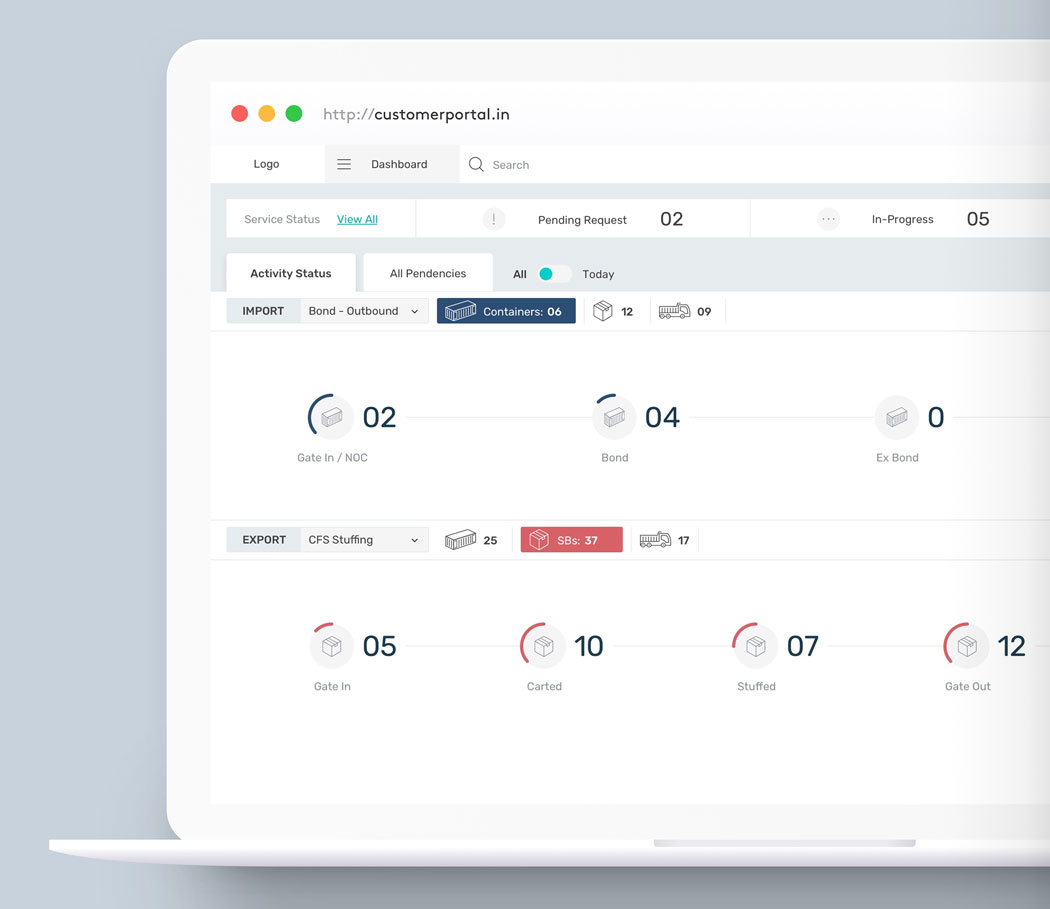 http://customerportal.in
Logo Dashboard Search
Service Status View All ! Pending Request 02 ... In-Progress 05
Activity Status All Pendencies All Today
IMPORT Bond - Outbound Containers: 06 12 09
02 04 0
Gate In / NOC Bond Ex Bond
EXPORT CFS Stuffing 25 SBs: 37 17
05 10 07 12
Gate In Carted Stuffed Gate Out